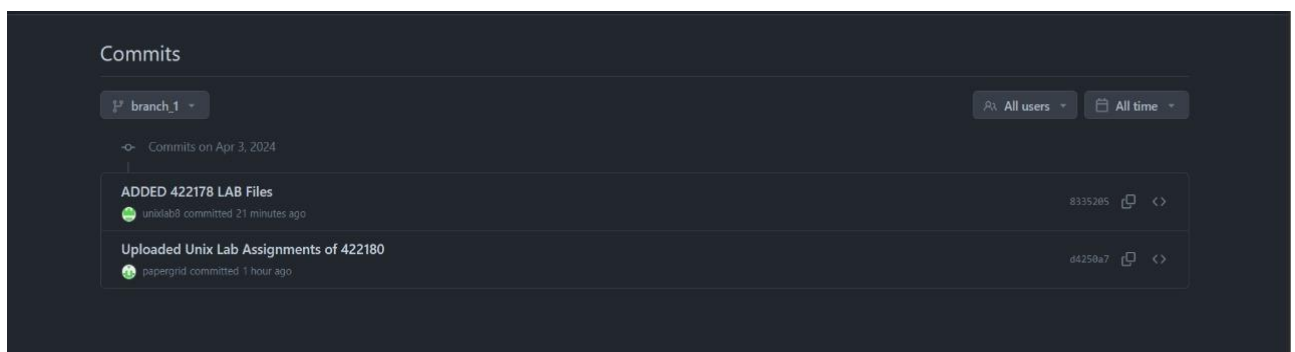 Commits
branch_1
All users
All time
Commits on Apr 3, 2024
ADDED 422178 LAB Files
unixlab8 committed 21 minutes ago
8335205
Uploaded Unix Lab Assignments of 422180
papergrid committed 1 hour ago
d4250a7